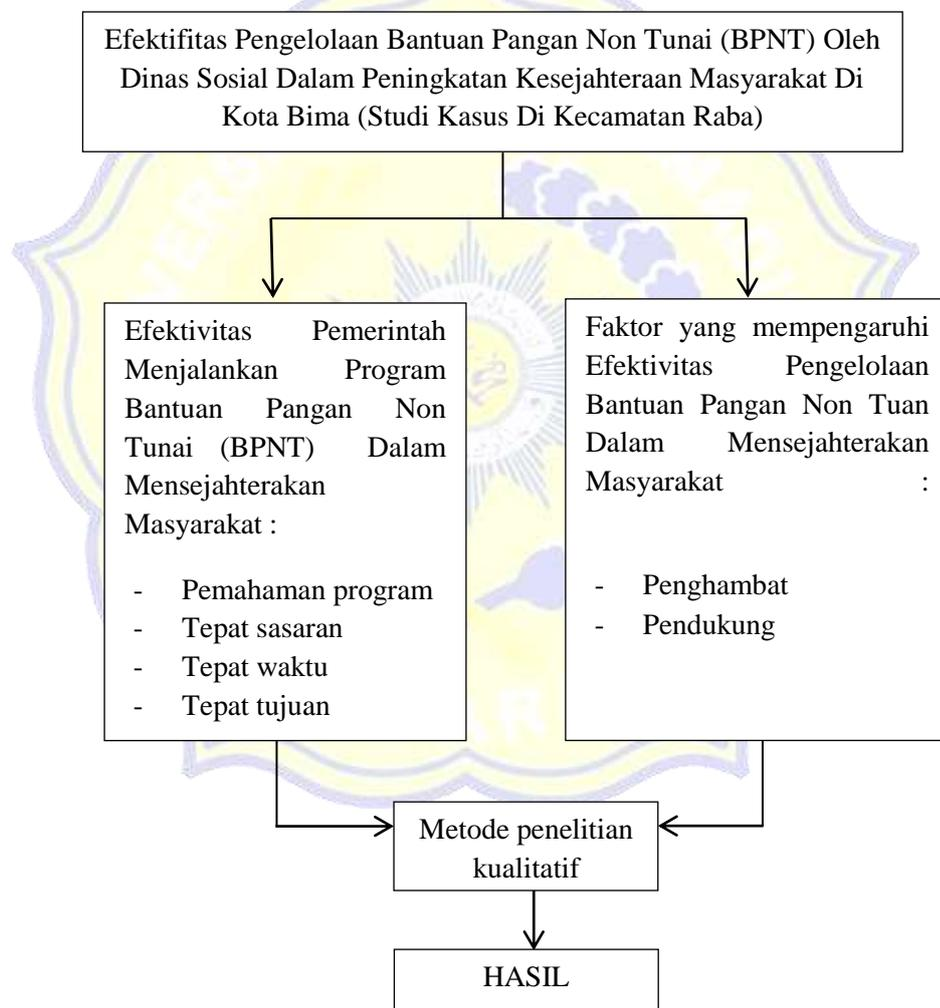 Efektifitas Pengelolaan Bantuan Pangan Non Tunai (BPNT) Oleh
Dinas Sosial Dalam Peningkatan Kesejahteraan Masyarakat Di
Kota Bima (Studi Kasus Di Kecamatan Raba)
Efektivitas Pemerintah
Menjalankan Program
Bantuan Pangan Non
Tunai (BPNT) Dalam
Mensejahterakan
Masyarakat :
- Pemahaman program
- Tepat sasaran
- Tepat waktu
- Tepat tujuan
Faktor yang mempengaruhi
Efektivitas Pengelolaan
Bantuan Pangan Non Tuan
Dalam Mensejahterakan
Masyarakat :
- Penghambat
- Pendukung
Metode penelitian
kualitatif
HASIL